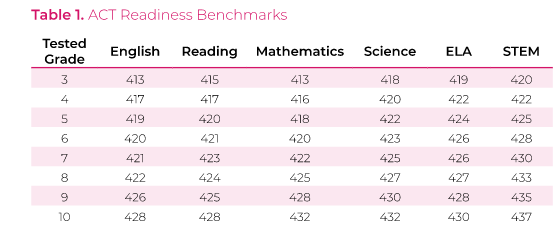 Table 1. ACT Readiness Benchmarks
Tested Grade English Reading Mathematics Science ELA STEM
3 413 415 413 418 419 420
4 417 417 416 420 422 422
5 419 420 418 422 424 425
6 420 421 420 423 426 428
7 421 423 422 425 426 430
8 422 424 425 426 427 433
9 426 425 428 430 428 435
10 428 428 432 432 430 437